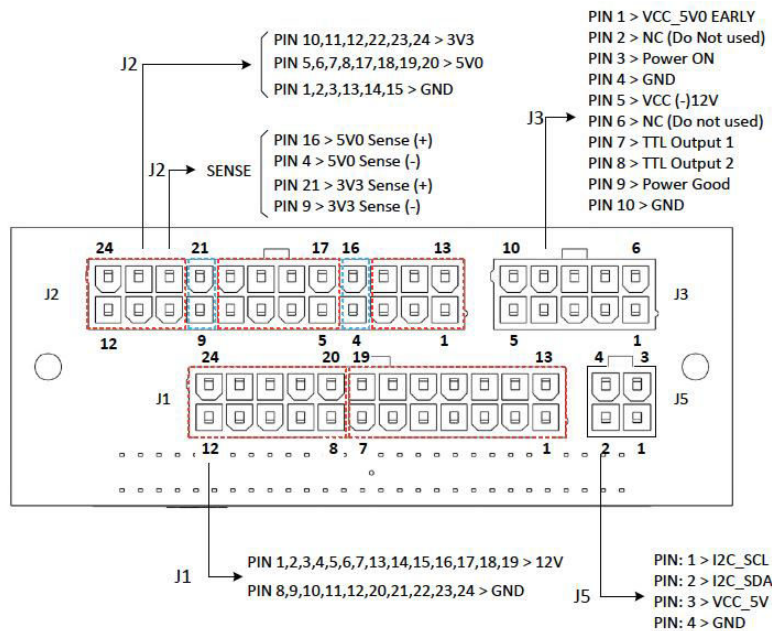 J2
PIN 10,11,12,22,23,24 > 3V3
PIN 5,6,7,8,17,18,19,20 > 5V0
PIN 1,2,3,13,14,15 > GND
J2
SENSE
PIN 16 > 5V0 Sense (+)
PIN 4 > 5V0 Sense (-)
PIN 21 > 3V3 Sense (+)
PIN 9 > 3V3 Sense (-)
J3
PIN 1 > VCC_5V0 EARLY
PIN 2 > NC (Do Not used)
PIN 3 > Power ON
PIN 4 > GND
PIN 5 > VCC (-)12V
PIN 6 > NC (Do not used)
PIN 7 > TTL Output 1
PIN 8 > TTL Output 2
PIN 9 > Power Good
PIN 10 > GND
24 21 17 16 13
J2
12 9 5 4 1
10 6
J3
5 1
24 20 19 13
J1
12 8 7 1
4 3
J5
2 1
J1
PIN 1,2,3,4,5,6,7,13,14,15,16,17,18,19 > 12V
PIN 8,9,10,11,12,20,21,22,23,24 > GND
J5
PIN: 1 > I2C_SCL
PIN: 2 > I2C_SDA
PIN: 3 > VCC_5V
PIN: 4 > GND